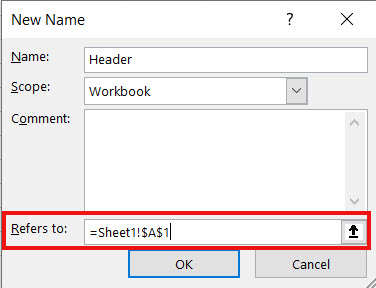 New Name ?
Name: Header
Scope: Workbook
Comment:
Refers to: =Sheet1!$A$1
OK Cancel